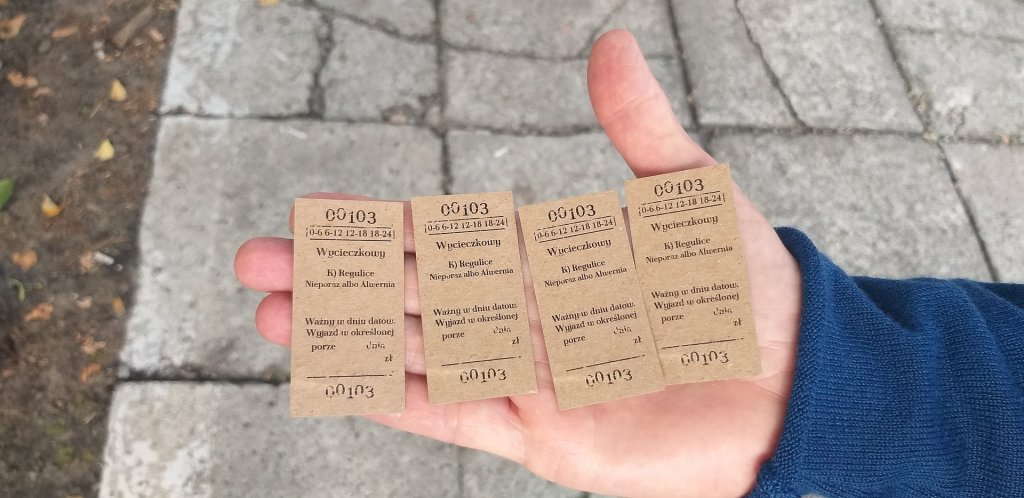 00103
0-6 6-12 12-18 18-24
Wycieczkowy
K) Regulice
Nieporaz albo Alwernia
Ważny w dniu datow.
Wyjazd w określonej
porze dnia
zł
00103
00103
0-6 6-12 12-18 18-24
Wycieczkowy
K) Regulice
Nieporaz albo Alwernia
Ważny w dniu datow.
Wyjazd w określonej
porze dnia
zł
00103
00103
0-6 6-12 12-18 18-24
Wycieczkowy
K) Regulice
Nieporaz albo Alwernia
Ważny w dniu datow.
Wyjazd w określonej
porze dnia
zł
00103
00103
0-6 6-12 12-18 18-24
Wycieczkowy
K) Regulice
Nieporaz albo Alwernia
Ważny w dniu datow.
Wyjazd w określonej
porze dnia
zł
00103